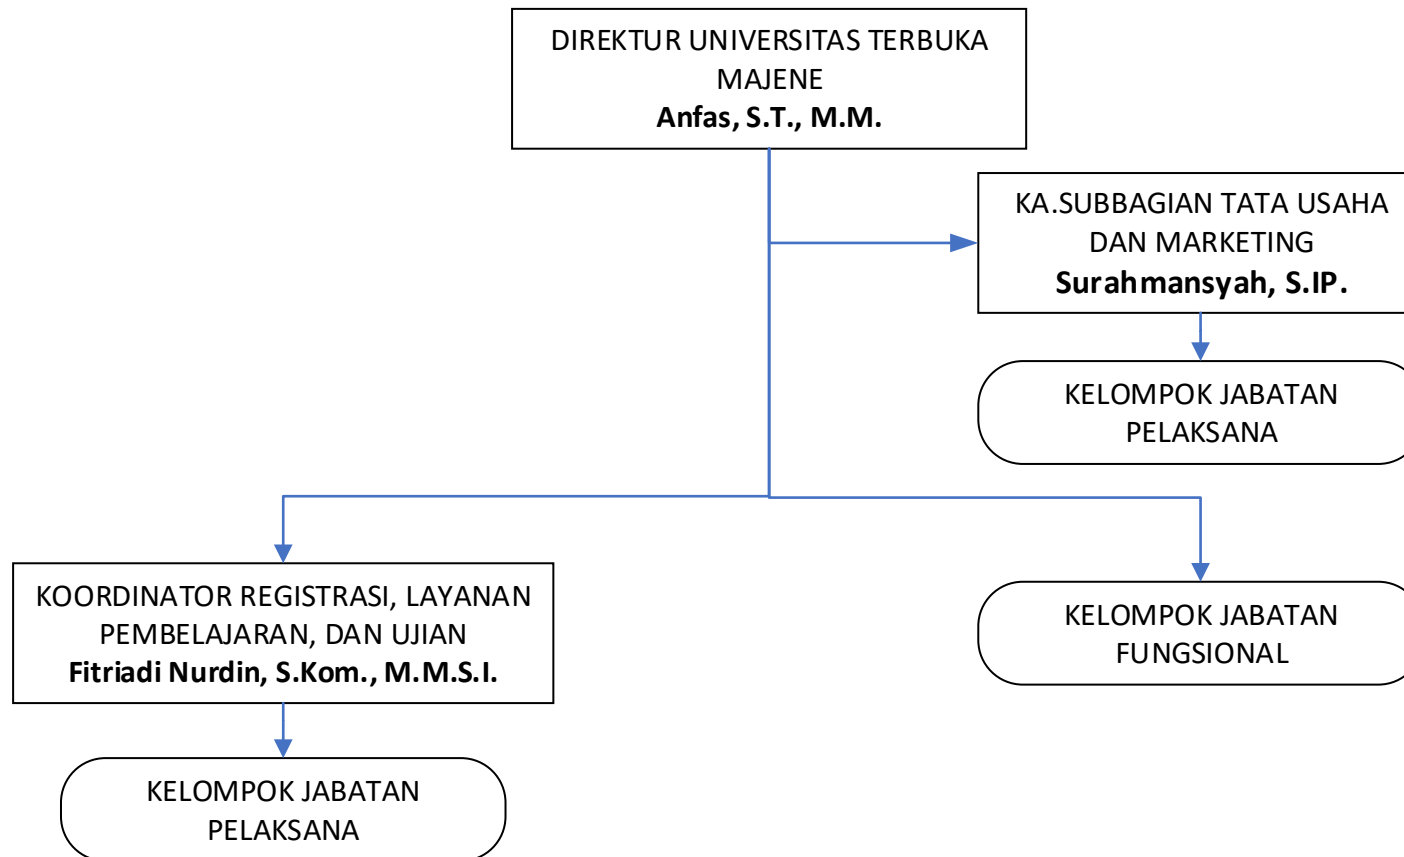 DIREKTUR UNIVERSITAS TERBUKA
MAJENE
Anfas, S.T., M.M.
KA.SUBBAGIAN TATA USAHA
DAN MARKETING
Surahmansyah, S.IP.
KELOMPOK JABATAN
PELAKSANA
KOORDINATOR REGISTRASI, LAYANAN
PEMBELAJARAN, DAN UJIAN
Fitriadi Nurdin, S.Kom., M.M.S.I.
KELOMPOK JABATAN
FUNGSIONAL
KELOMPOK JABATAN
PELAKSANA